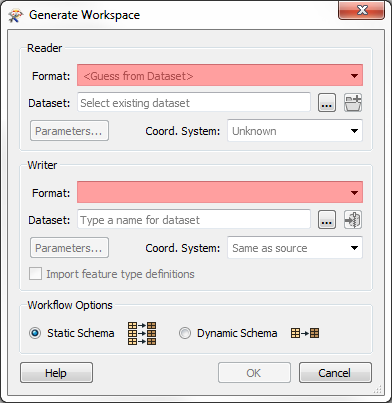 Generate Workspace
Reader
Format: <Guess from Dataset>
Dataset: Select existing dataset ...
Parameters... Coord. System: Unknown
Writer
Format:
Dataset: Type a name for dataset ...
Parameters... Coord. System: Same as source
Import feature type definitions
Workflow Options
Static Schema Dynamic Schema
Help OK Cancel